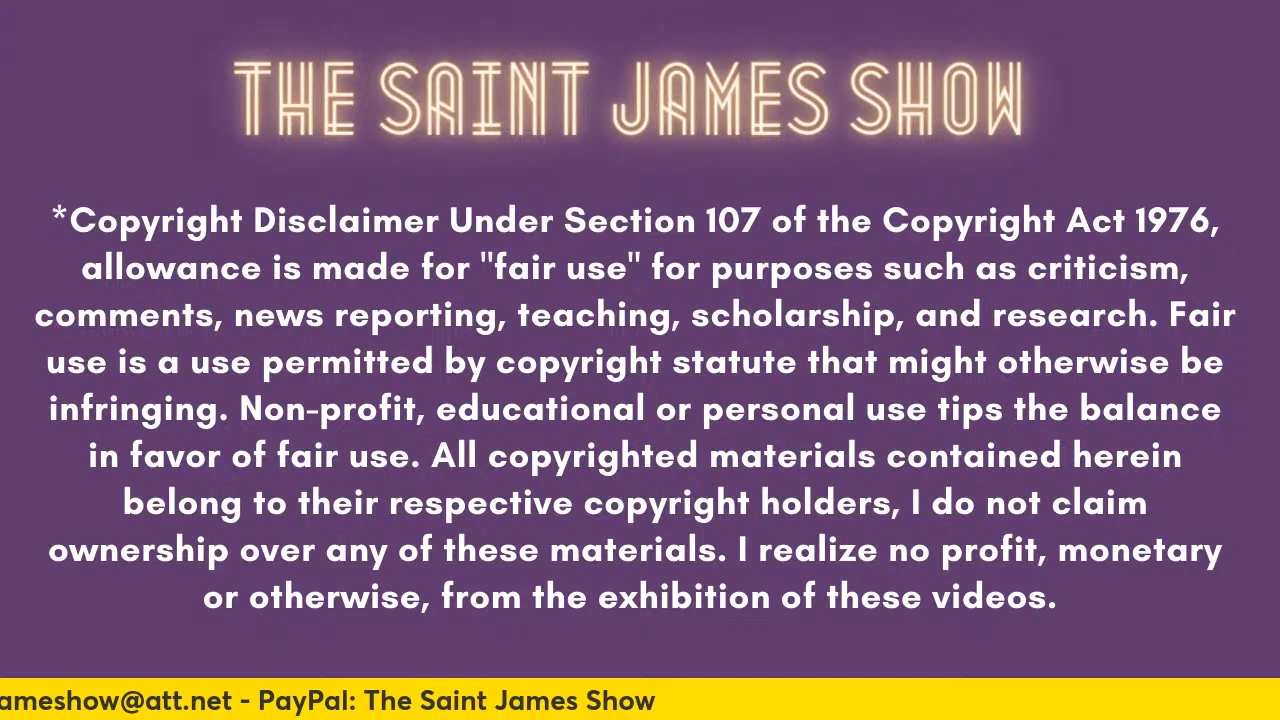 THE SAINT JAMES SHOW
*Copyright Disclaimer Under Section 107 of the Copyright Act 1976,
allowance is made for "fair use" for purposes such as criticism,
comments, news reporting, teaching, scholarship, and research. Fair
use is a use permitted by copyright statute that might otherwise be
infringing. Non-profit, educational or personal use tips the balance
in favor of fair use. All copyrighted materials contained herein
belong to their respective copyright holders, I do not claim
ownership over any of these materials. I realize no profit, monetary
or otherwise, from the exhibition of these videos.
ameshow@att.net - PayPal: The Saint James Show